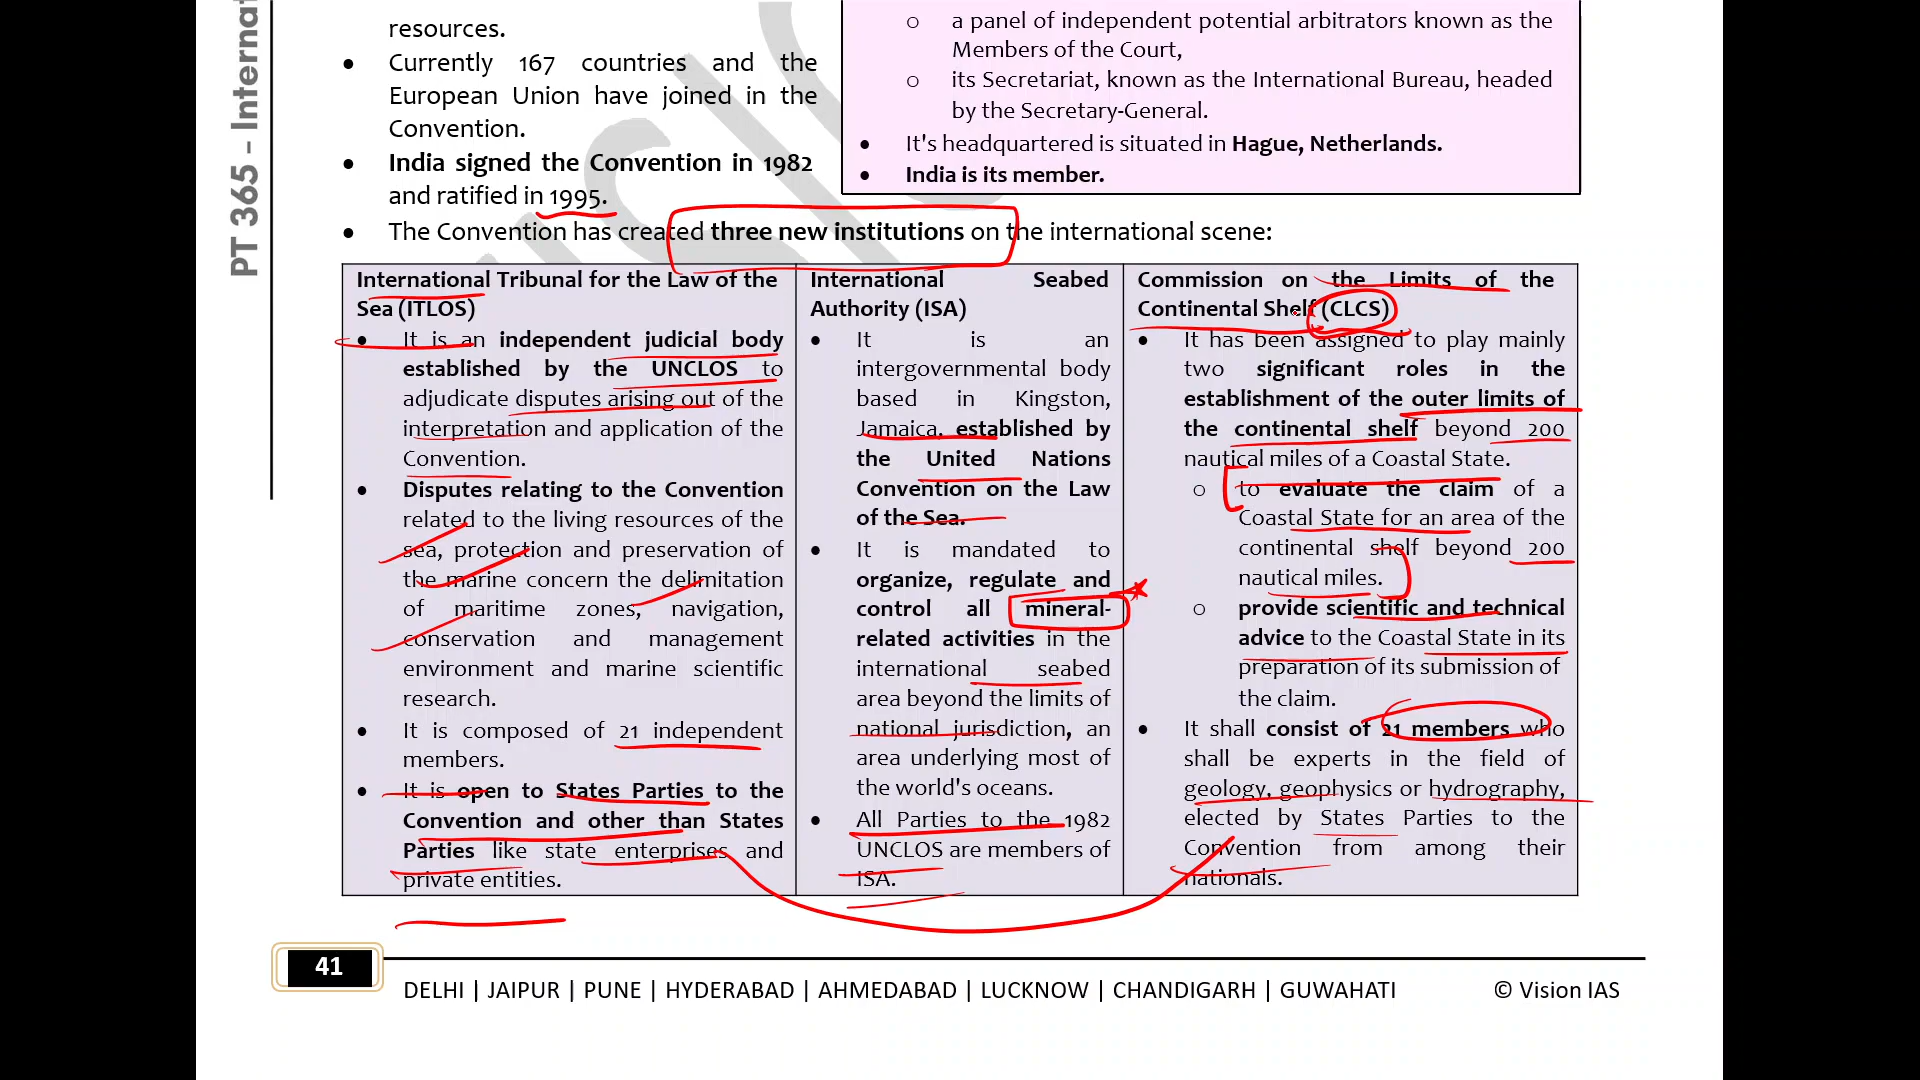 PT 365 – Internat
resources.
Currently 167 countries and the
European Union have joined in the
Convention.
India signed the Convention in 1982
and ratified in 1995.
○ a panel of independent potential arbitrators known as the
Members of the Court,
○ its Secretariat, known as the International Bureau, headed
by the Secretary-General.
• It's headquartered is situated in Hague, Netherlands.
• India is its member.
• The Convention has created three new institutions on the international scene:
International Tribunal for the Law of the
Sea (ITLOS)
• It is an independent judicial body
established by the UNCLOS to
adjudicate disputes arising out of the
interpretation and application of the
Convention.
• Disputes relating to the Convention
related to the living resources of the
sea, protection and preservation of
the marine concern the delimitation
of maritime zones, navigation,
conservation and management
environment and marine scientific
research.
• It is composed of 21 independent
members.
• It is open to States Parties to the
Convention and other than States
Parties like state enterprises and
private entities.
International Seabed
Authority (ISA)
• It is an
intergovernmental body
based in Kingston,
Jamaica, established by
the United Nations
Convention on the Law
of the Sea.
• It is mandated to
organize, regulate and
control all mineral-
related activities in the
international seabed
area beyond the limits of
national jurisdiction, an
area underlying most of
the world's oceans.
• All Parties to the 1982
UNCLOS are members of
ISA.
Commission on the Limits of the
Continental Shelf (CLCS)
• It has been assigned to play mainly
two significant roles in the
establishment of the outer limits of
the continental shelf beyond 200
nautical miles of a Coastal State.
○ to evaluate the claim of a
Coastal State for an area of the
continental shelf beyond 200
nautical miles.
○ provide scientific and technical
advice to the Coastal State in its
preparation of its submission of
the claim.
• It shall consist of 21 members who
shall be experts in the field of
geology, geophysics or hydrography,
elected by States Parties to the
Convention from among their
nationals.
41
DELHI | JAIPUR | PUNE | HYDERABAD | AHMEDABAD | LUCKNOW | CHANDIGARH | GUWAHATI
© Vision IAS